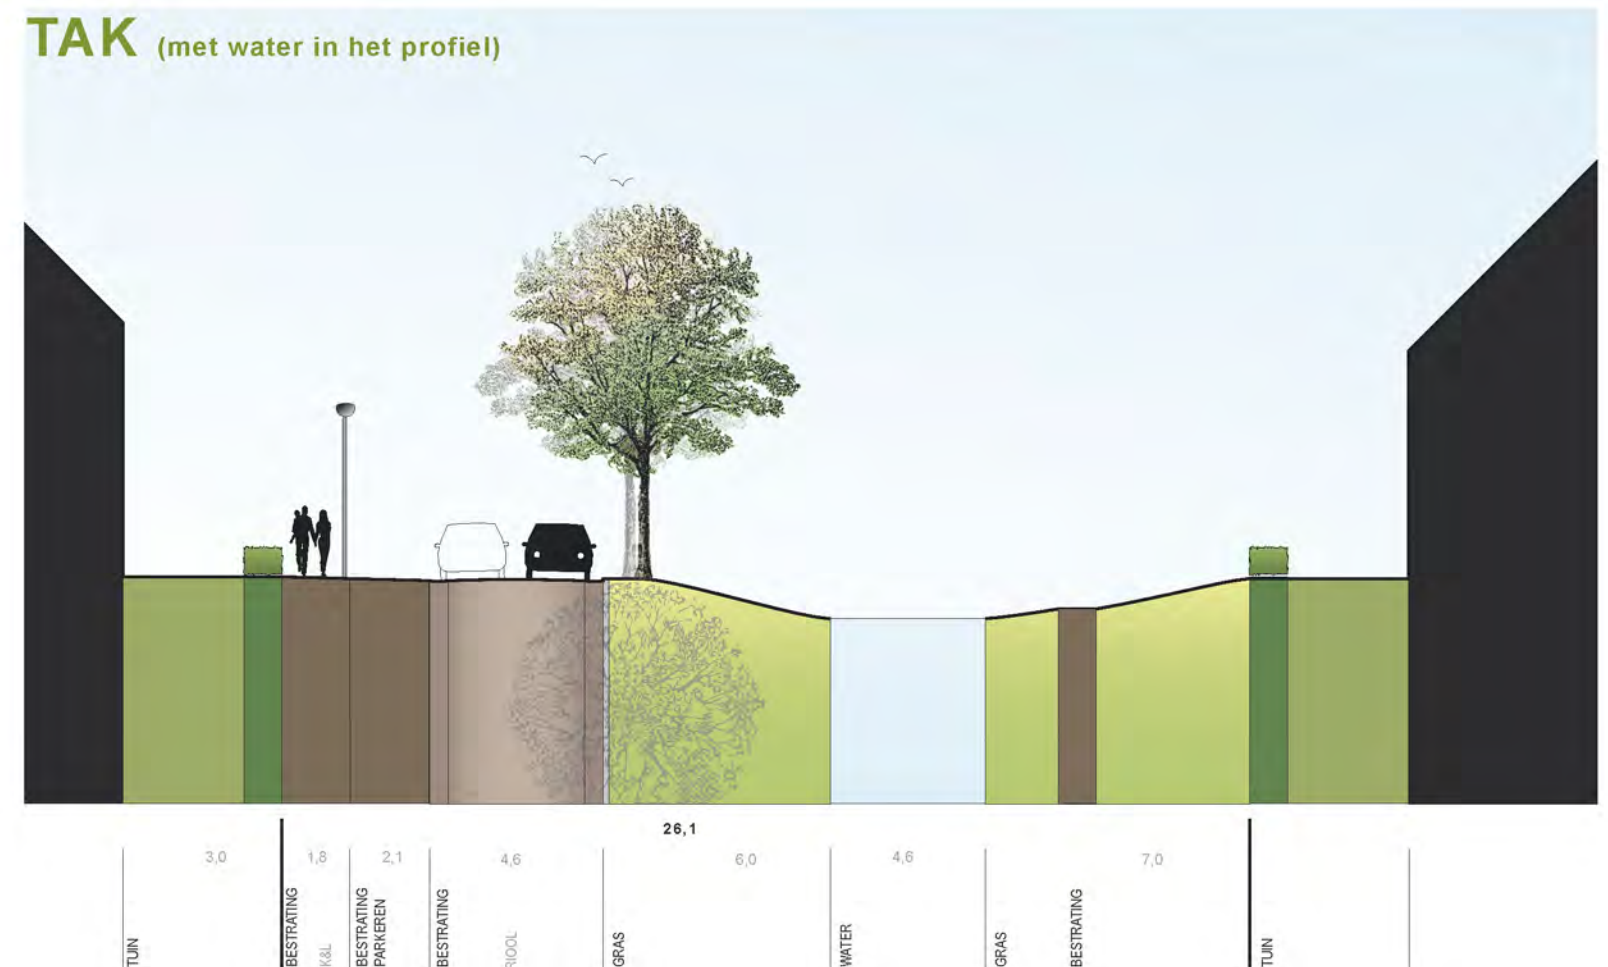 TAK (met water in het profiel)
26,1
3,0
1,8
2,1
4,6
6,0
4,6
7,0
TUIN
BESTRATING
K&L
BESTRATING
PARKEREN
BESTRATING
RIOOL
GRAS
WATER
GRAS
BESTRATING
TUIN